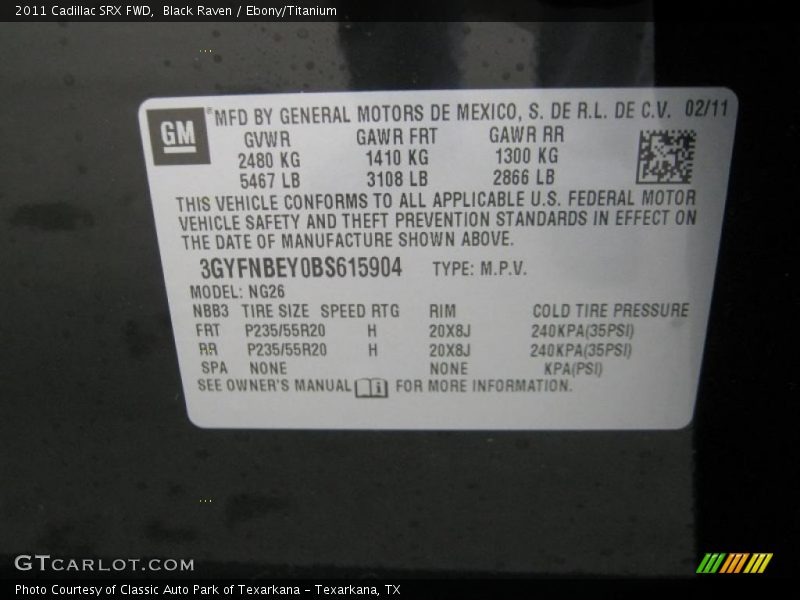 2011 Cadillac SRX FWD, Black Raven / Ebony/Titanium
GM ® MFD BY GENERAL MOTORS DE MEXICO, S. DE R.L. DE C.V. 02/11
GVWR GAWR FRT GAWR RR
2480 KG 1410 KG 1300 KG
5467 LB 3108 LB 2866 LB
THIS VEHICLE CONFORMS TO ALL APPLICABLE U.S. FEDERAL MOTOR
VEHICLE SAFETY AND THEFT PREVENTION STANDARDS IN EFFECT ON
THE DATE OF MANUFACTURE SHOWN ABOVE.
3GYFNBEY0BS615904 TYPE: M.P.V.
MODEL: NG26
NBB3 TIRE SIZE SPEED RTG RIM COLD TIRE PRESSURE
FRT P235/55R20 H 20X8J 240KPA(35PSI)
RR P235/55R20 H 20X8J 240KPA(35PSI)
SPA NONE NONE KPA(PSI)
SEE OWNER'S MANUAL FOR MORE INFORMATION.
GTCARLOT.COM
Photo Courtesy of Classic Auto Park of Texarkana - Texarkana, TX